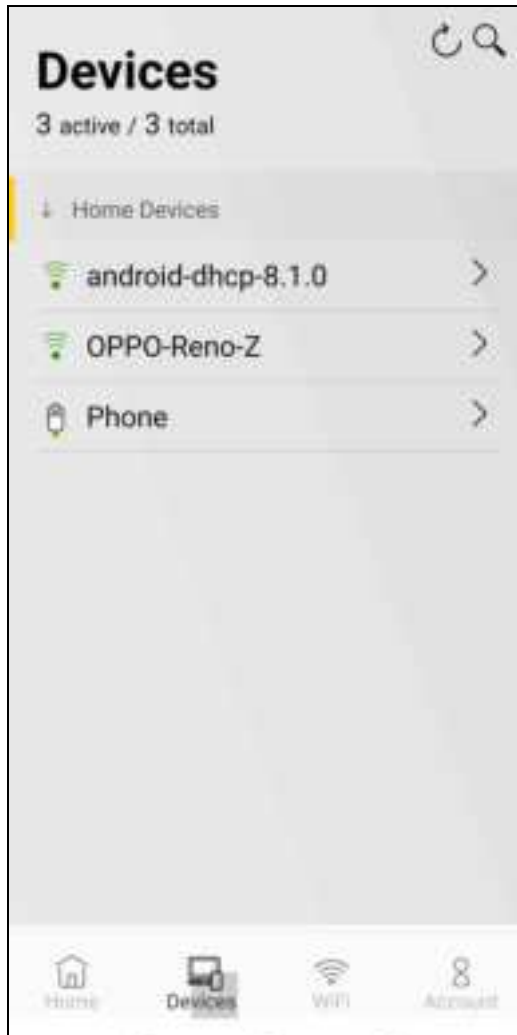 Devices
3 active / 3 total
↓ Home Devices
android-dhcp-8.1.0
OPPO-Reno-Z
Phone
Home
Devices
WiFi
Account